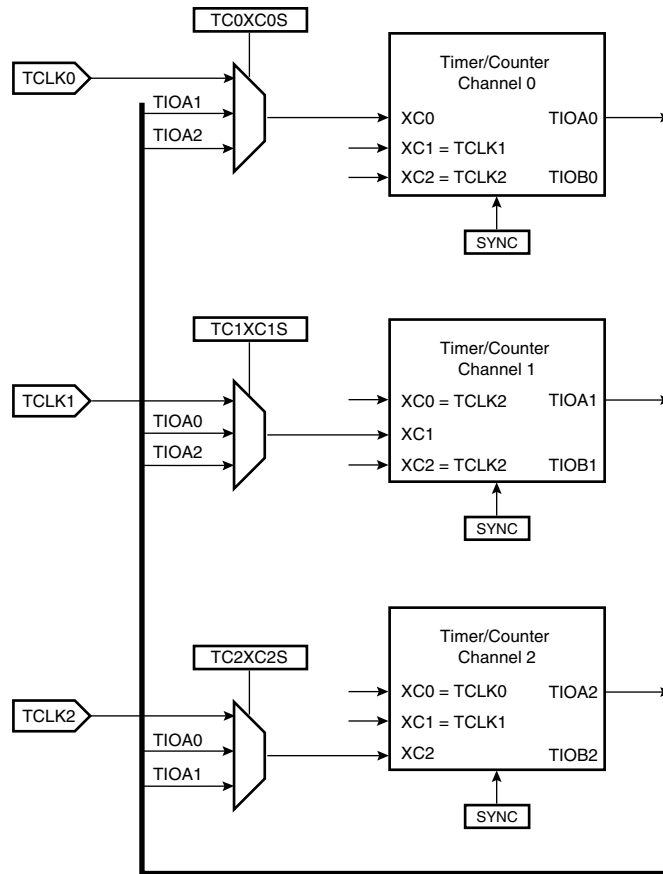 TC0XC0S
TCLK0
TIOA1
TIOA2
Timer/Counter
Channel 0
XC0
TIOA0
XC1 = TCLK1
XC2 = TCLK2
TIOB0
SYNC
TC1XC1S
TCLK1
TIOA0
TIOA2
Timer/Counter
Channel 1
XC0 = TCLK2
TIOA1
XC1
XC2 = TCLK2
TIOB1
SYNC
TC2XC2S
TCLK2
TIOA0
TIOA1
Timer/Counter
Channel 2
XC0 = TCLK0
TIOA2
XC1 = TCLK1
XC2
TIOB2
SYNC